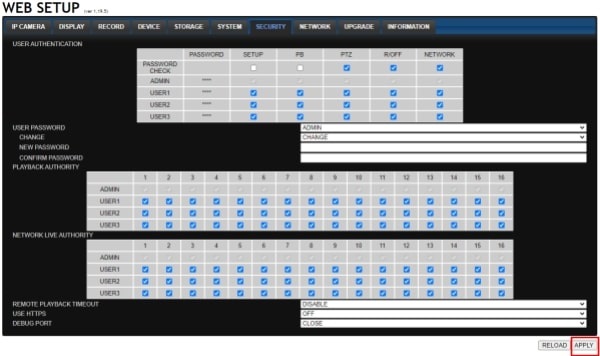 WEB SETUP (ver 1.19.5)
IP CAMERA DISPLAY RECORD DEVICE STORAGE SYSTEM SECURITY NETWORK UPGRADE INFORMATION
USER AUTHENTICATION
PASSWORD SETUP PB PTZ R/OFF NETWORK
PASSWORD CHECK
ADMIN ****
USER1 ****
USER2 ****
USER3 ****
USER PASSWORD ADMIN
CHANGE CHANGE
NEW PASSWORD
CONFIRM PASSWORD
PLAYBACK AUTHORITY
1 2 3 4 5 6 7 8 9 10 11 12 13 14 15 16
ADMIN
USER1
USER2
USER3
NETWORK LIVE AUTHORITY
1 2 3 4 5 6 7 8 9 10 11 12 13 14 15 16
ADMIN
USER1
USER2
USER3
REMOTE PLAYBACK TIMEOUT DISABLE
USE HTTPS OFF
DEBUG PORT CLOSE
RELOAD APPLY